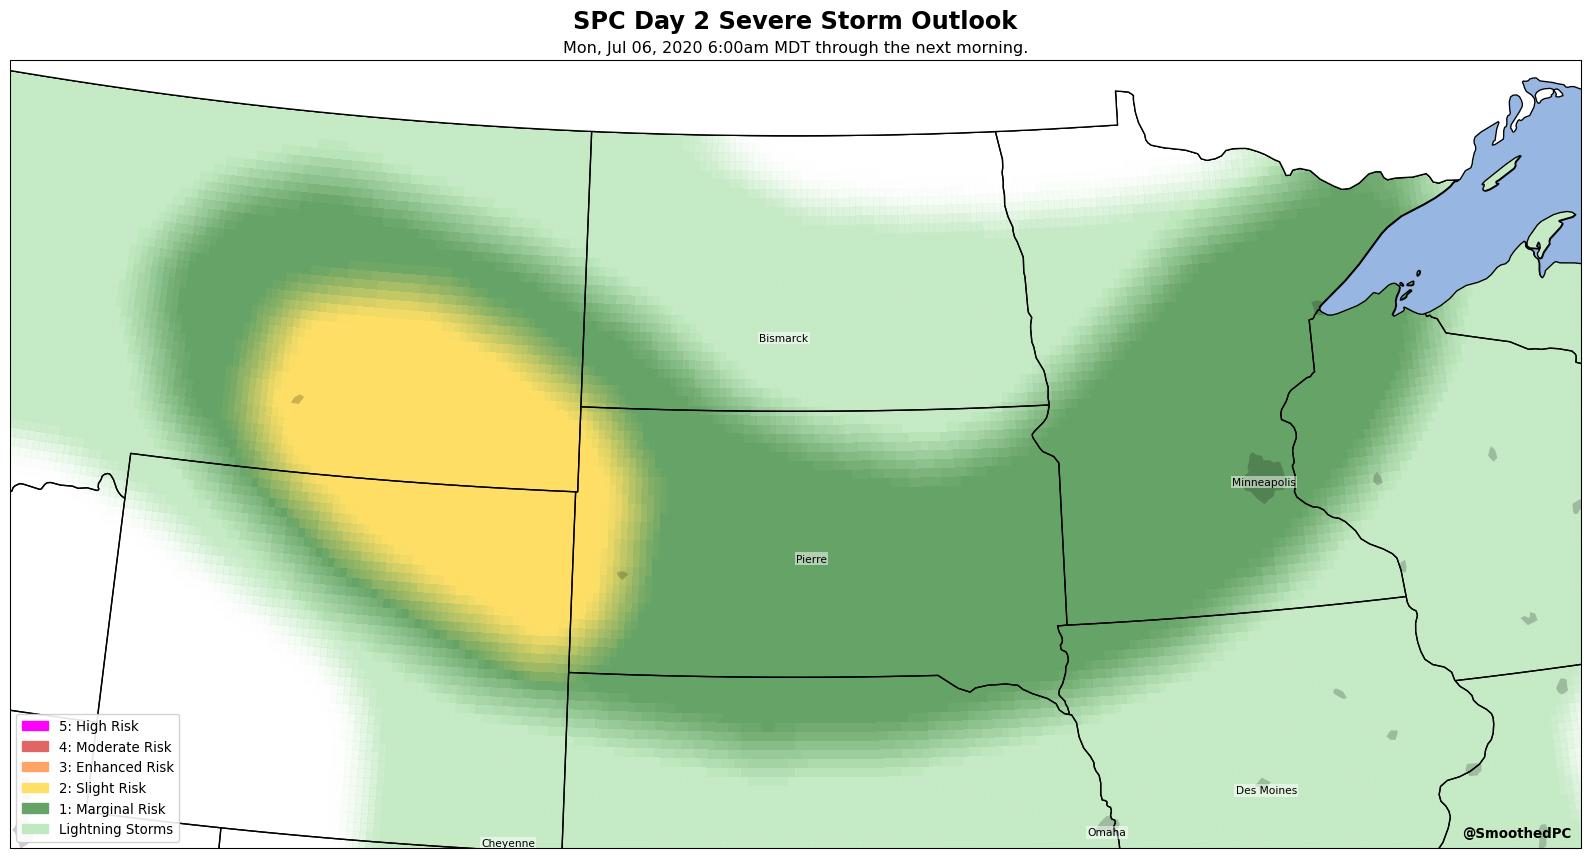 SPC Day 2 Severe Storm Outlook
Mon, Jul 06, 2020 6:00am MDT through the next morning.
Bismarck
Minneapolis
Pierre
5: High Risk
4: Moderate Risk
3: Enhanced Risk
2: Slight Risk
1: Marginal Risk
Lightning Storms
Des Moines
Omaha
Cheyenne
@SmoothedPC